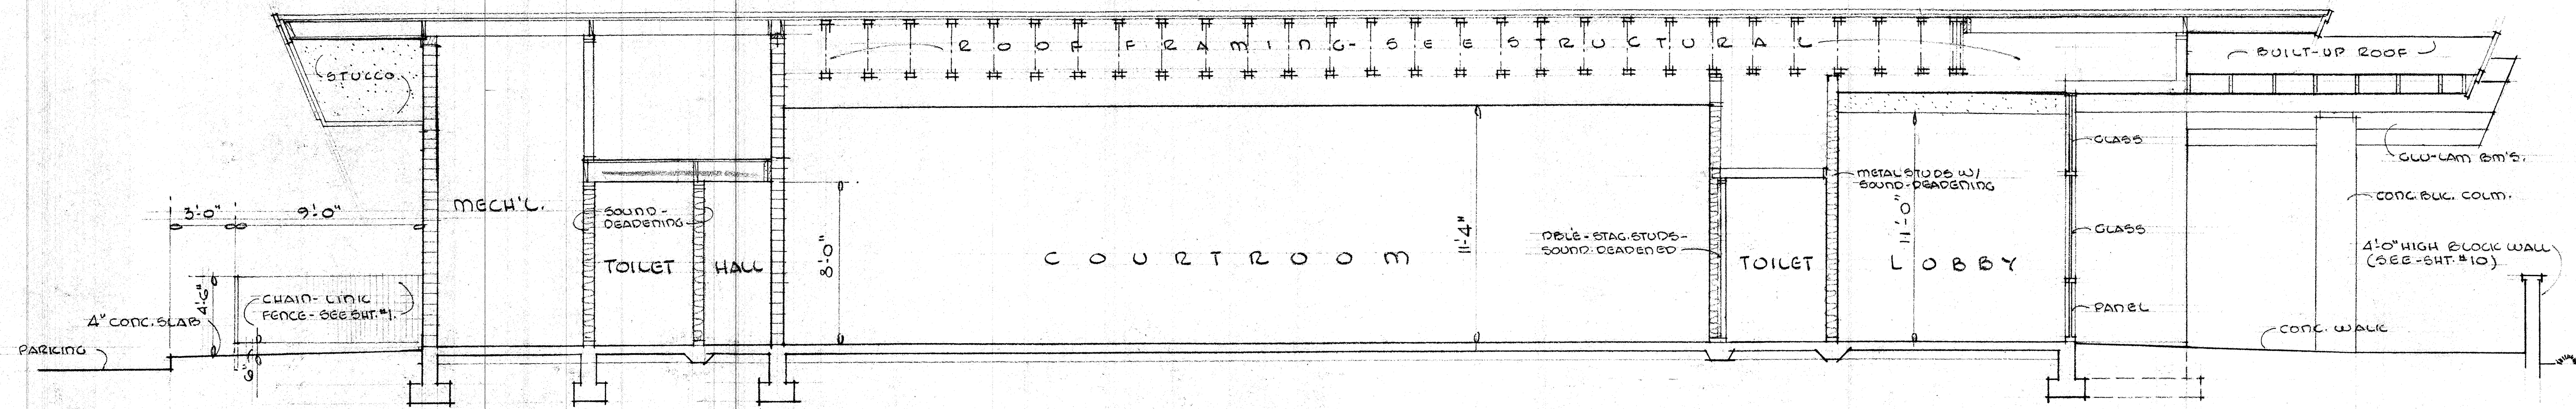 ROOF FRAMING - SEE STRUCTURAL
BUILT-UP ROOF
STUCCO
GLASS
GLU-LAM BM'S.
METAL STUDS W/
SOUND-DEADENING
CONC. BLK. COLM.
3'-0"
9'-0"
MECH'L.
SOUND-
DEADENING
11'-4"
11'-0"
GLASS
8'-0"
DBL'E-STAG. STUDS-
SOUND-DEADENED
4'-0" HIGH BLOCK WALL
(SEE-SHT. #10)
TOILET
HALL
COURTROOM
TOILET
LOBBY
4'-6"
CHAIN-LINK
FENCE-SEE SHT. #1.
PANEL
4" CONC. SLAB
CONC. WALK
PARKING
6"